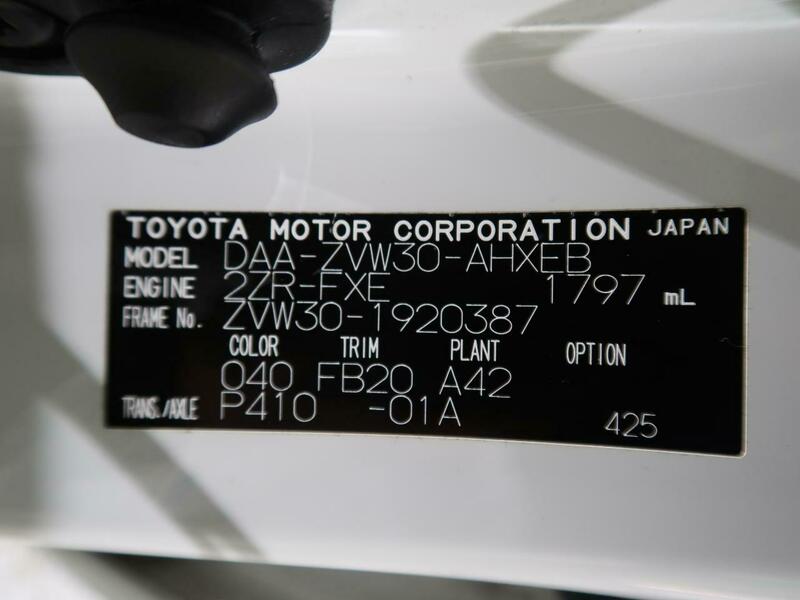 TOYOTA MOTOR CORPORATION JAPAN
MODEL DAA-ZVW30-AHXEB
ENGINE 2ZR-FXE 1797 mL
FRAME No. ZVW30-1920387
COLOR TRIM PLANT OPTION
040 FB20 A42
TRANS./AXLE P410 -01A 425